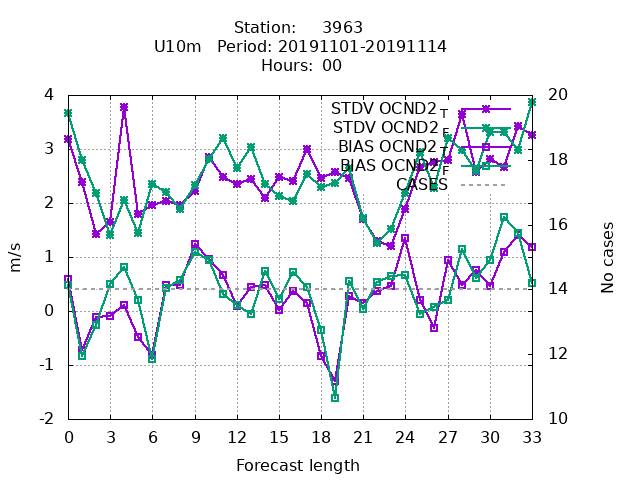 Station: 3963
U10m Period: 20191101-20191114
Hours: 00
STDV OCND2 T
STDV OCND2 F
BIAS OCND2 T
BIAS OCND2 F
CASES
4
3
2
1
0
-1
-2
20
18
16
14
12
10
m/s
No cases
0 3 6 9 12 15 18 21 24 27 30 33
Forecast length